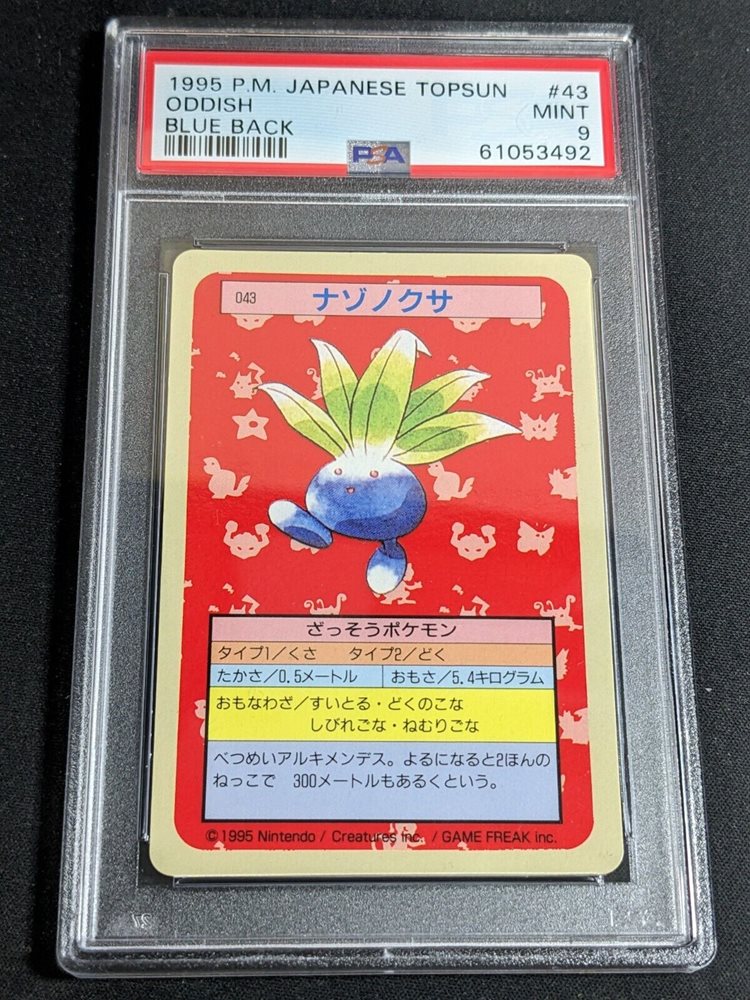 1995 P.M. JAPANESE TOPSUN #43
ODDISH MINT
BLUE BACK 9
PSA 61053492
043 ナゾノクサ
ざっそうポケモン
タイプ1/くさ タイプ2/どく
たかさ/0.5メートル おもさ/5.4キログラム
おもなわざ/すいとる・どくのこな
しびれごな・ねむりごな
べつめいアルキメンデス。よるになると2ほんの
ねっこで 300メートルもあるくという。
©1995 Nintendo / Creatures inc. / GAME FREAK inc.